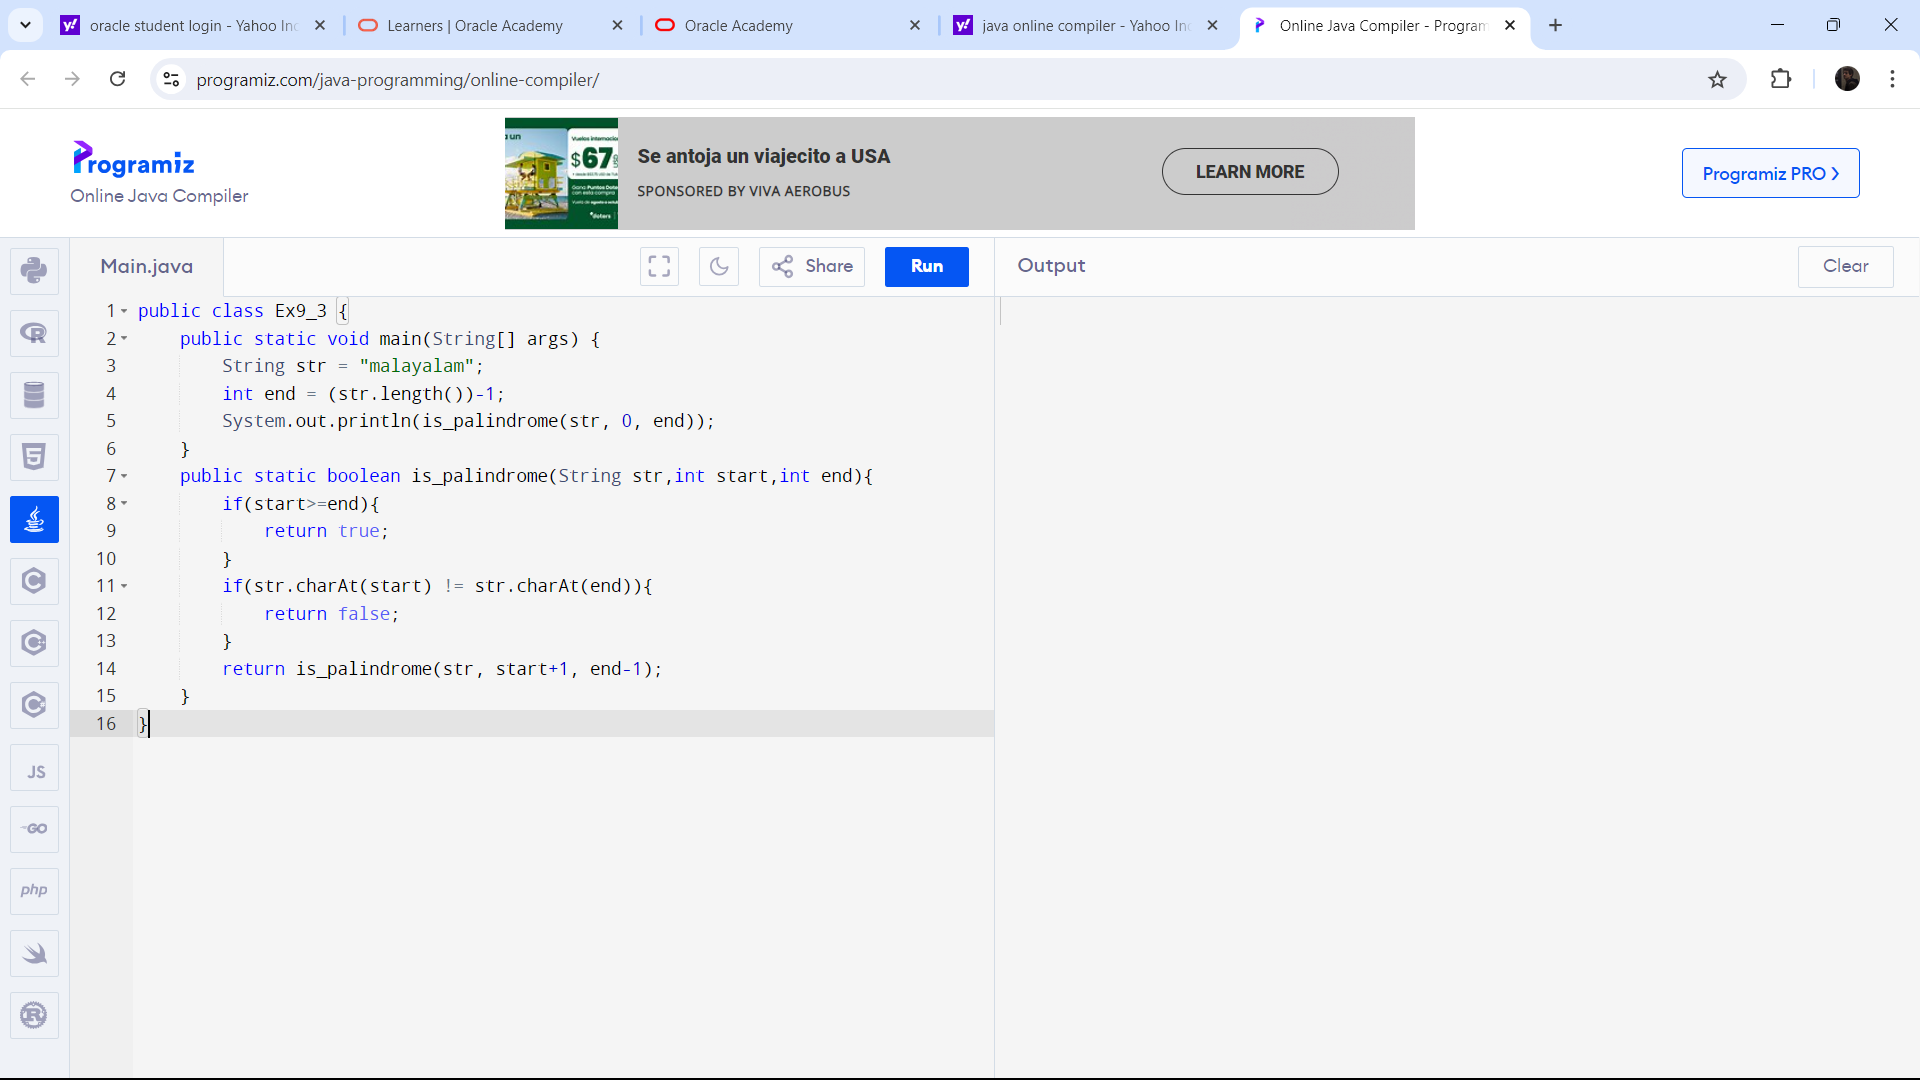 oracle student login - Yahoo Inc
Learners | Oracle Academy
Oracle Academy
java online compiler - Yahoo In
Online Java Compiler - Program
programiz.com/java-programming/online-compiler/
Programiz
Online Java Compiler
a un
Vuelos internacio
$67
Se antoja un viajecito a USA
SPONSORED BY VIVA AEROBUS
LEARN MORE
Programiz PRO
Main.java
Share
Run
Output
Clear
1 public class Ex9_3 {
2 public static void main(String[] args) {
3 String str = "malayalam";
4 int end = (str.length())-1;
5 System.out.println(is_palindrome(str, 0, end));
6 }
7 public static boolean is_palindrome(String str,int start,int end){
8 if(start>=end){
9 return true;
10 }
11 if(str.charAt(start) != str.charAt(end)){
12 return false;
13 }
14 return is_palindrome(str, start+1, end-1);
15 }
16 }
JS
GO
php